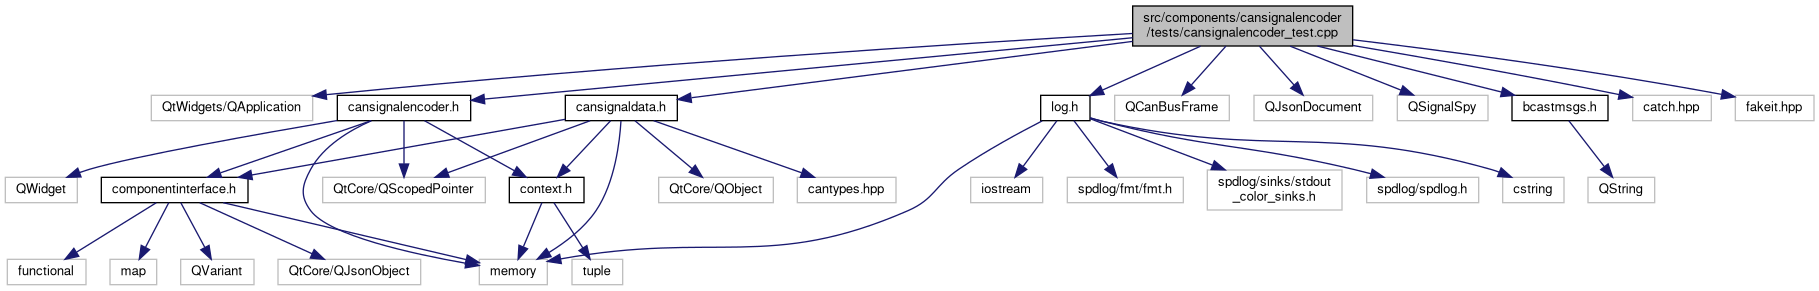 src/components/cansignalencoder
/tests/cansignalencoder_test.cpp
QtWidgets/QApplication
cansignalencoder.h
cansignaldata.h
log.h
QCanBusFrame
QJsonDocument
QSignalSpy
bcastmsgs.h
catch.hpp
fakeit.hpp
QWidget
componentinterface.h
QtCore/QScopedPointer
context.h
QtCore/QObject
cantypes.hpp
iostream
spdlog/fmt/fmt.h
spdlog/sinks/stdout
_color_sinks.h
spdlog/spdlog.h
cstring
QString
functional
map
QVariant
QtCore/QJsonObject
memory
tuple